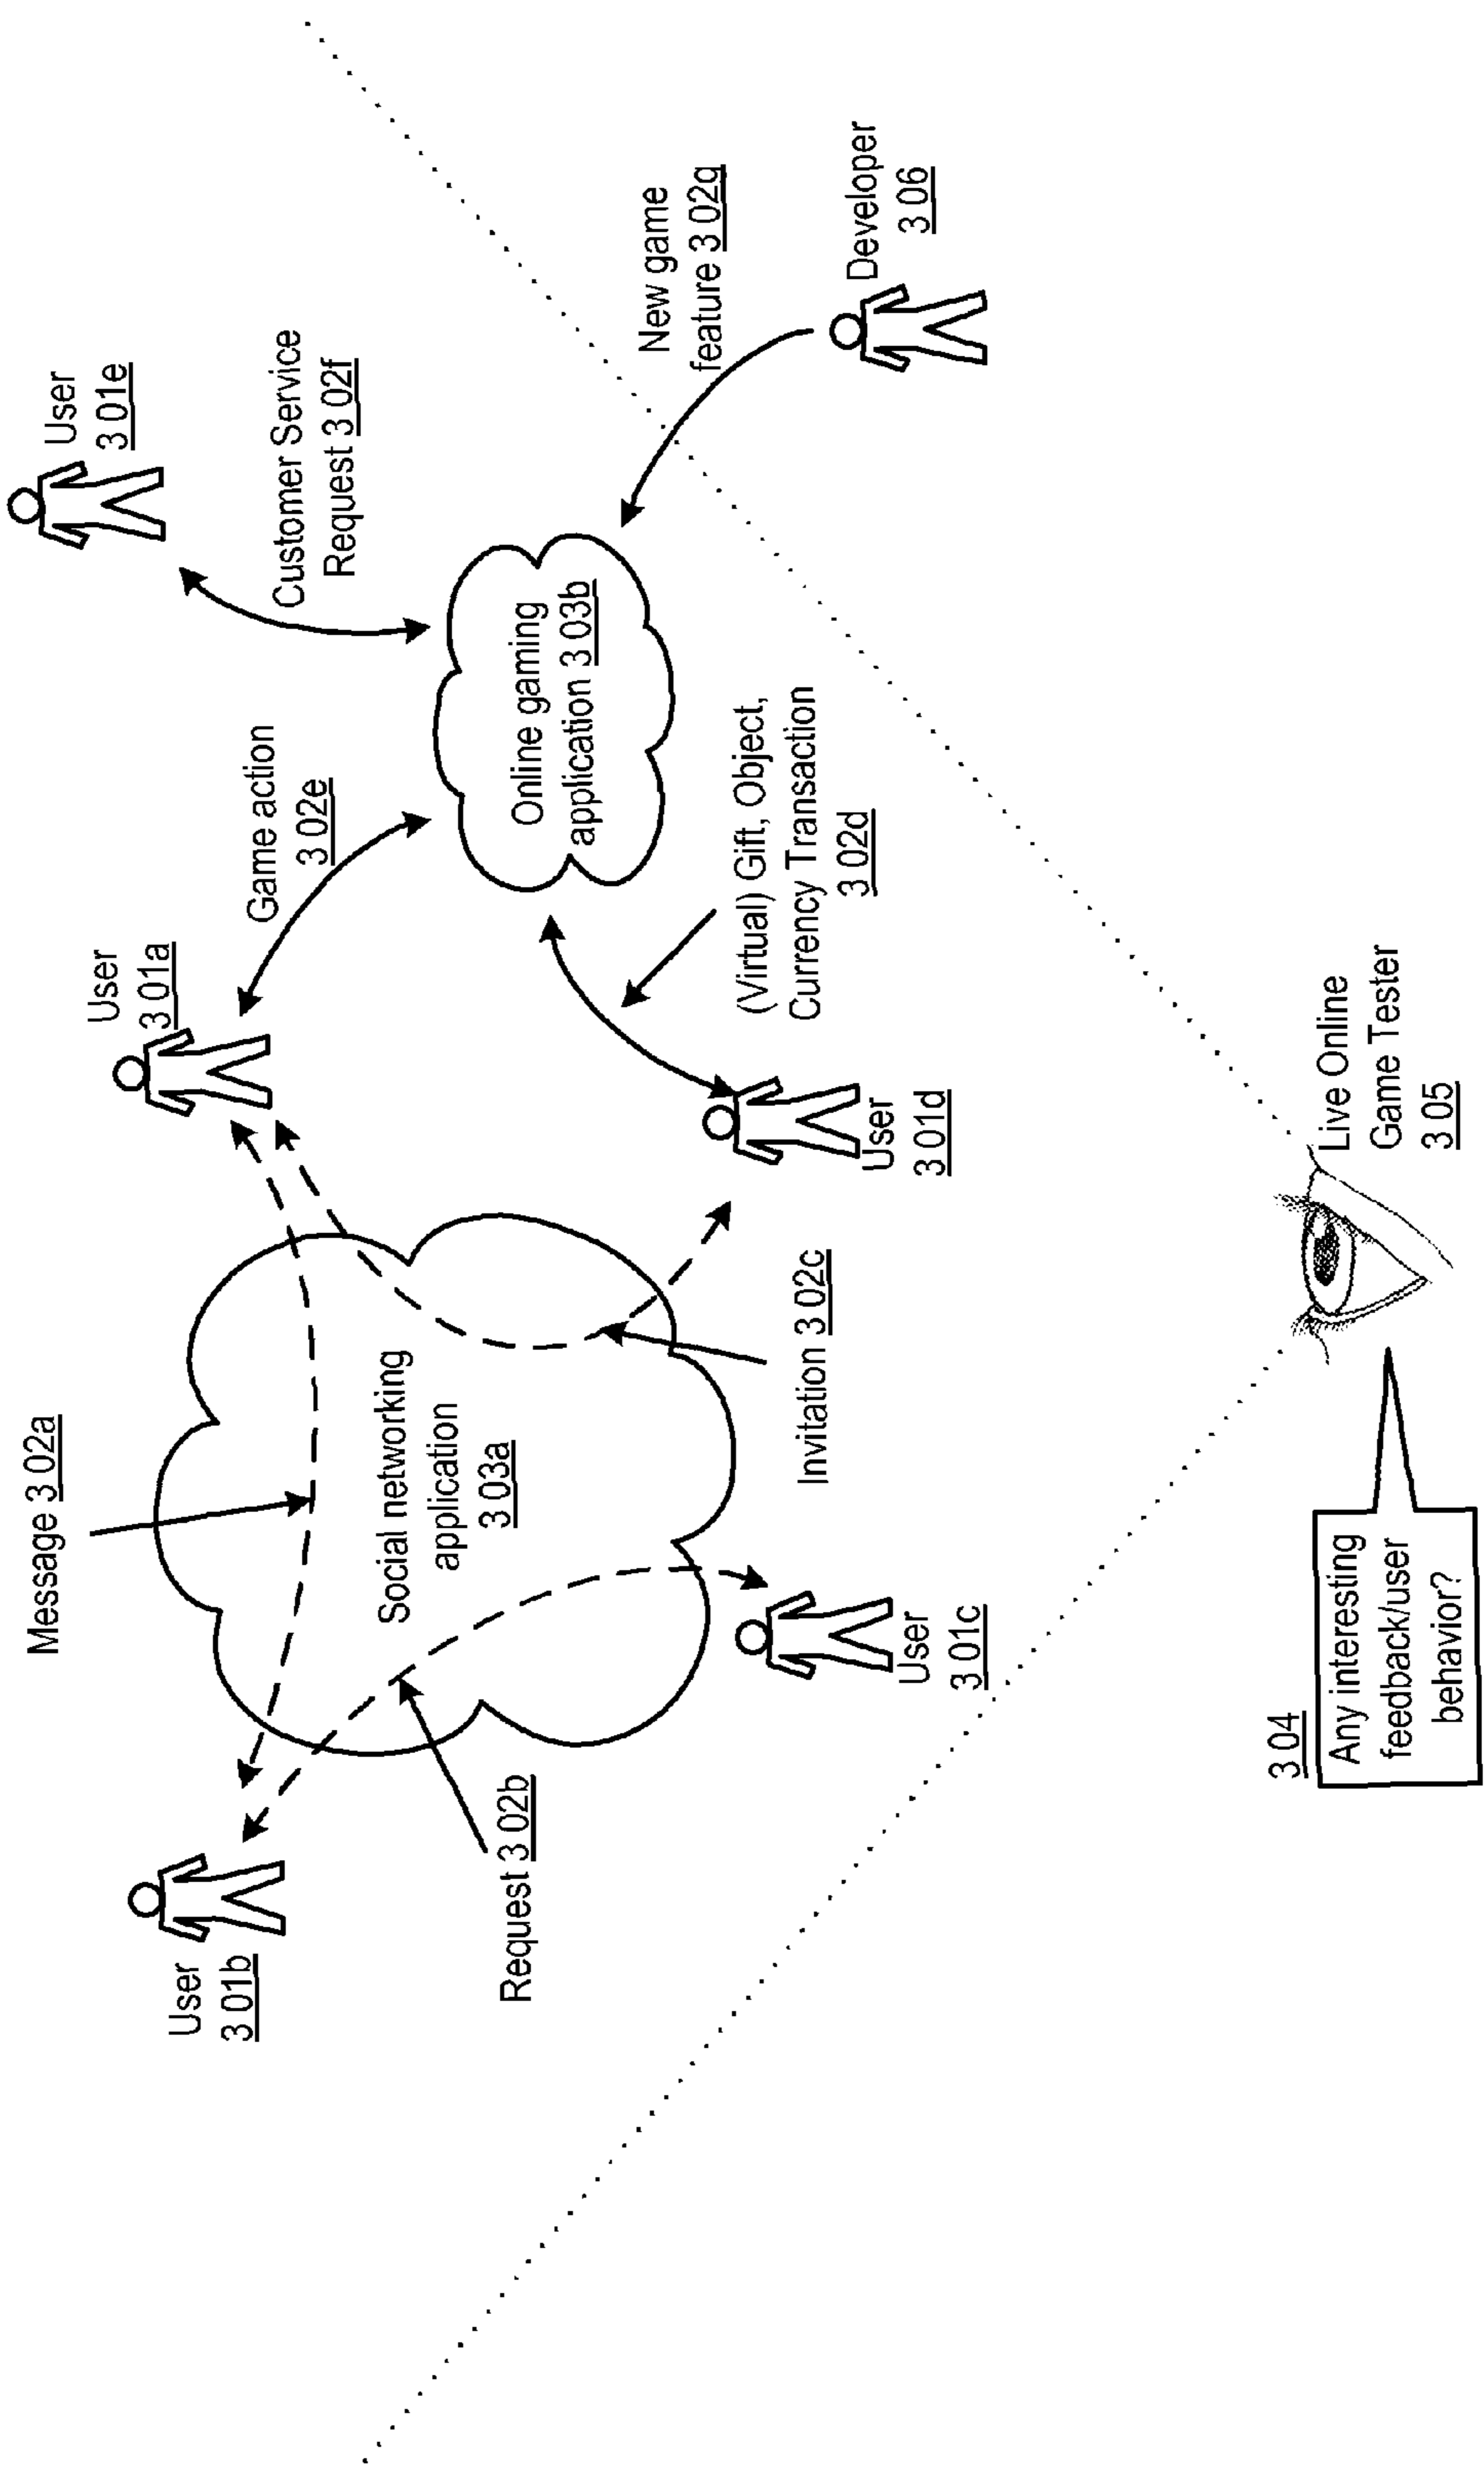 Message 3 02a
User
3 01b
User
3 01a
User
3 01e
Game action
3 02e
Customer Service
Request 3 02f
Social networking
application
3 03a
Online gaming
application 3 03b
Request 3 02b
New game
feature 3 02g
Invitation 3 02c
(Virtual) Gift, Object,
Currency Transaction
3 02d
User
3 01c
User
3 01d
Developer
3 06
3 04
Any interesting
feedback/user
behavior?
Live Online
Game Tester
3 05